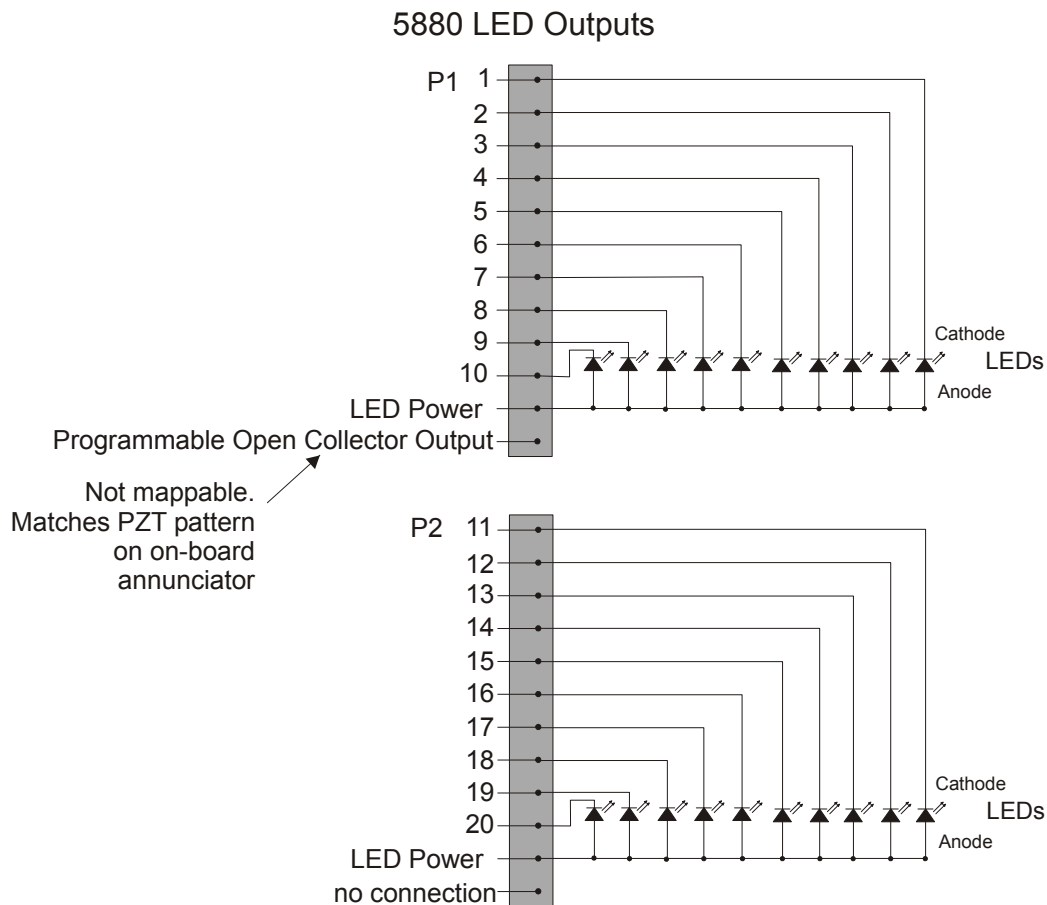 5880 LED Outputs
P1 1
2
3
4
5
6
7
8
9
10
Cathode
LEDs
Anode
LED Power
Programmable Open Collector Output
Not mappable.
Matches PZT pattern
on on-board
annunciator
P2 11
12
13
14
15
16
17
18
19
20
Cathode
LEDs
Anode
LED Power
no connection